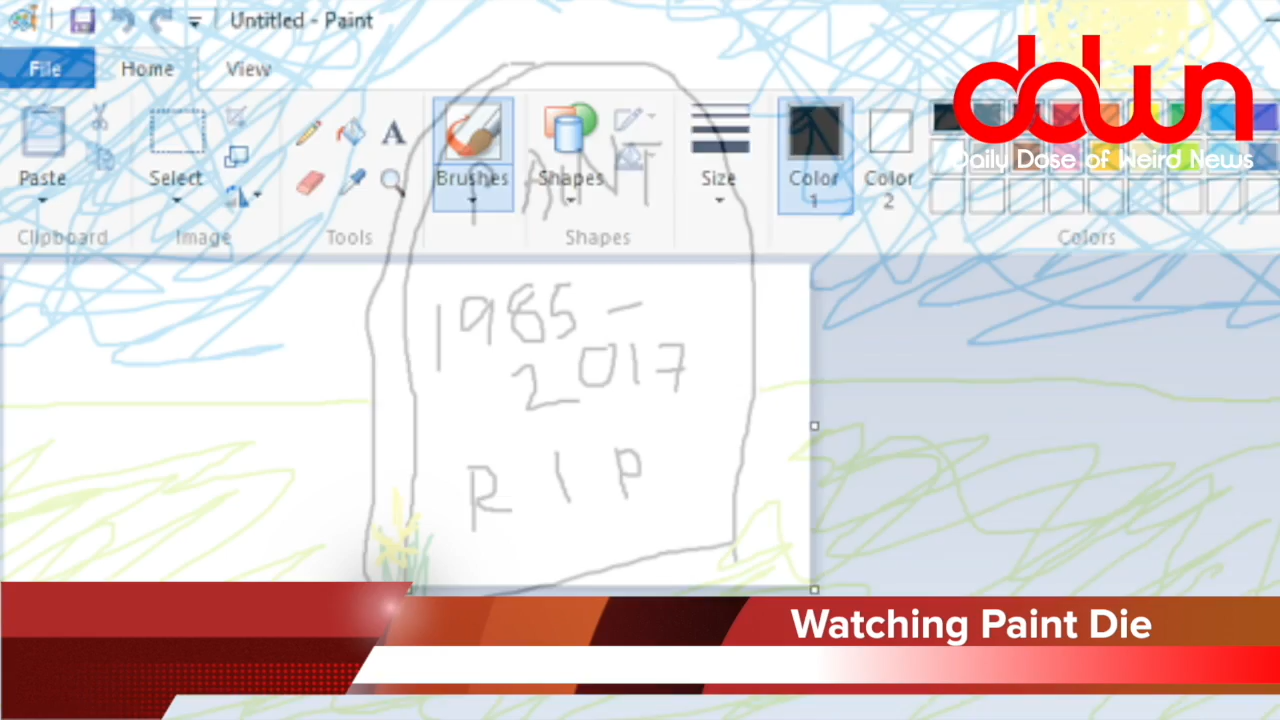 Untitled - Paint
File Home View
ddwn
Daily Dose of Weird News
Paste Select Brushes Shapes Size Color 1 Color 2
Clipboard Image Tools Shapes Colors
PAINT
1985-
2017
R I P
Watching Paint Die